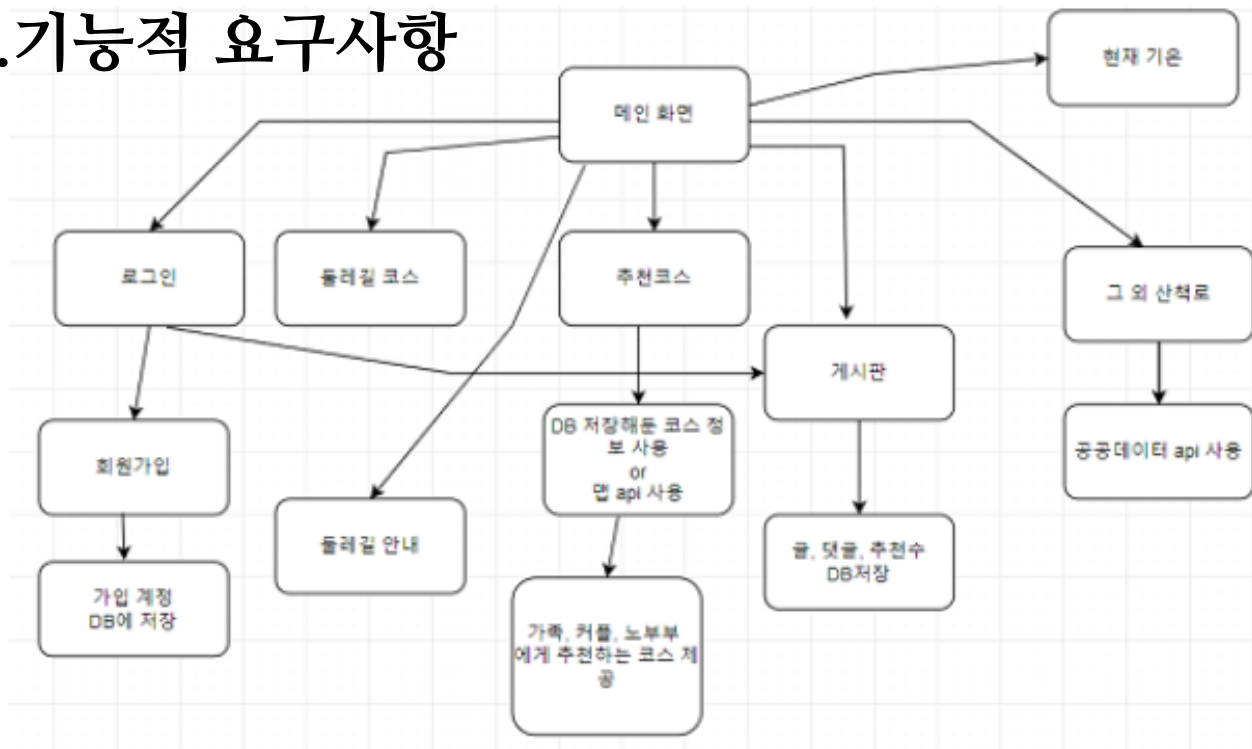 .기능적 요구사항
현재 기온
메인 화면
로그인
둘레길 코스
추천코스
그 외 산책로
게시판
DB 저장해둔 코스 정
보 사용
or
맵 api 사용
공공데이터 api 사용
회원가입
둘레길 안내
글, 댓글, 추천수
DB저장
가입 계정
DB에 저장
가족, 커플, 노부부
에게 추천하는 코스 제
공